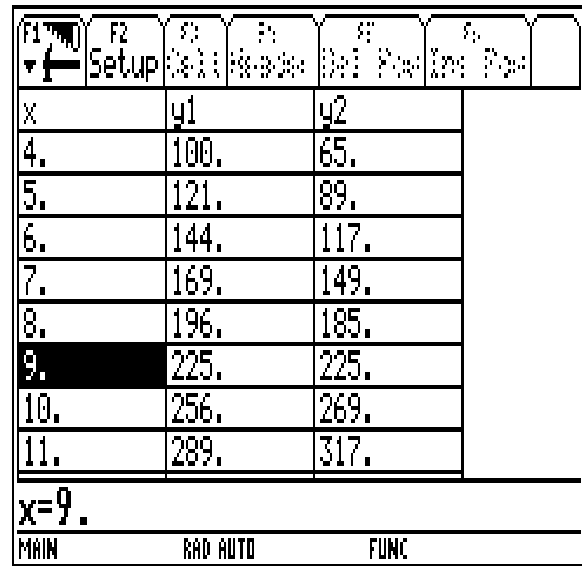 F1 F2
Setup
x y1 y2
4. 100. 65.
5. 121. 89.
6. 144. 117.
7. 169. 149.
8. 196. 185.
9. 225. 225.
10. 256. 269.
11. 289. 317.
x=9.
MAIN RAD AUTO FUNC